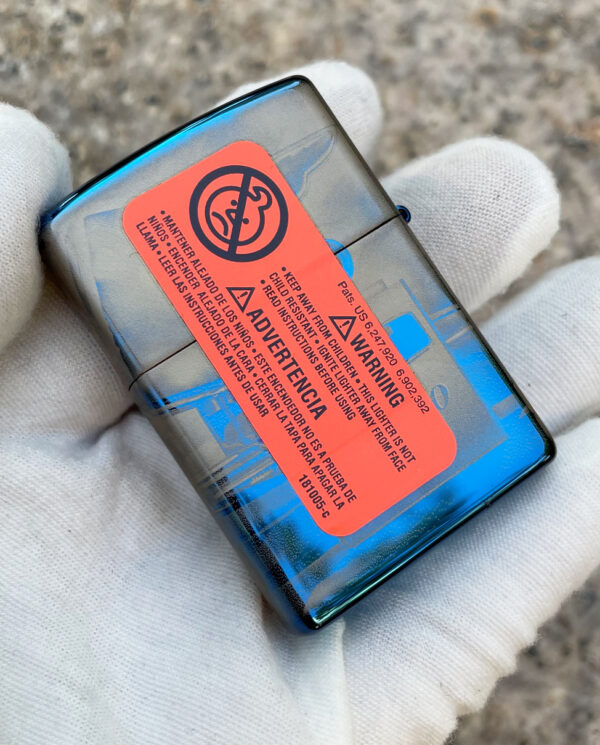 Pats. US 6,247,920 6,902,392
WARNING
• KEEP AWAY FROM CHILDREN • THIS LIGHTER IS NOT
CHILD RESISTANT • IGNITE LIGHTER AWAY FROM FACE
• READ INSTRUCTIONS BEFORE USING
ADVERTENCIA
• MANTENER ALEJADO DE LOS NIÑOS • ESTE ENCENDEDOR NO ES A PRUEBA DE
NIÑOS • ENCENDER ALEJADO DE LA CARA • CERRAR LA TAPA PARA APAGAR LA
LLAMA • LEER LAS INSTRUCCIONES ANTES DE USAR
181005-C